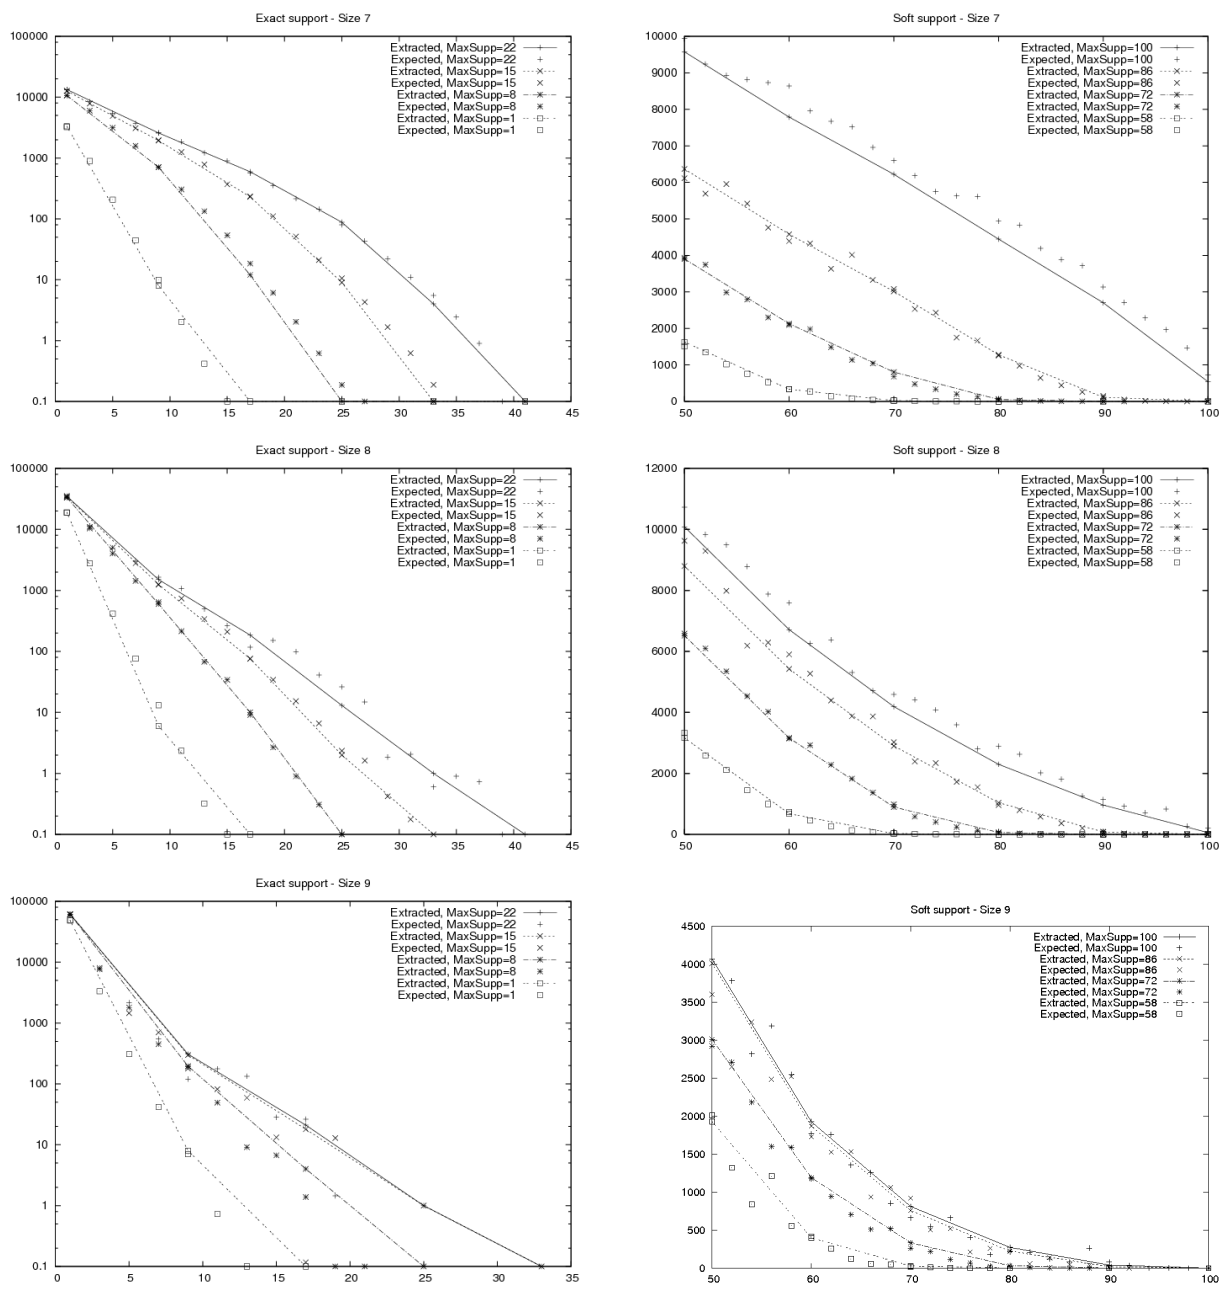 Exact support - Size 7
100000
10000
1000
100
10
1
0.1
0 5 10 15 20 25 30 35 40 45
Extracted, MaxSupp=22
Expected, MaxSupp=22
Extracted, MaxSupp=15
Expected, MaxSupp=15
Extracted, MaxSupp=8
Expected, MaxSupp=8
Extracted, MaxSupp=1
Expected, MaxSupp=1
Soft support - Size 7
10000
9000
8000
7000
6000
5000
4000
3000
2000
1000
0
50 60 70 80 90 100
Extracted, MaxSupp=100
Expected, MaxSupp=100
Extracted, MaxSupp=86
Expected, MaxSupp=86
Extracted, MaxSupp=72
Expected, MaxSupp=72
Extracted, MaxSupp=58
Expected, MaxSupp=58
Exact support - Size 8
100000
10000
1000
100
10
1
0.1
0 5 10 15 20 25 30 35 40 45
Extracted, MaxSupp=22
Expected, MaxSupp=22
Extracted, MaxSupp=15
Expected, MaxSupp=15
Extracted, MaxSupp=8
Expected, MaxSupp=8
Extracted, MaxSupp=1
Expected, MaxSupp=1
Soft support - Size 8
12000
10000
8000
6000
4000
2000
0
50 60 70 80 90 100
Extracted, MaxSupp=100
Expected, MaxSupp=100
Extracted, MaxSupp=86
Expected, MaxSupp=86
Extracted, MaxSupp=72
Expected, MaxSupp=72
Extracted, MaxSupp=58
Expected, MaxSupp=58
Exact support - Size 9
100000
10000
1000
100
10
1
0.1
0 5 10 15 20 25 30 35
Extracted, MaxSupp=22
Expected, MaxSupp=22
Extracted, MaxSupp=15
Expected, MaxSupp=15
Extracted, MaxSupp=8
Expected, MaxSupp=8
Extracted, MaxSupp=1
Expected, MaxSupp=1
Soft support - Size 9
4500
4000
3500
3000
2500
2000
1500
1000
500
0
50 60 70 80 90 100
Extracted, MaxSupp=100
Expected, MaxSupp=100
Extracted, MaxSupp=86
Expected, MaxSupp=86
Extracted, MaxSupp=72
Expected, MaxSupp=72
Extracted, MaxSupp=58
Expected, MaxSupp=58